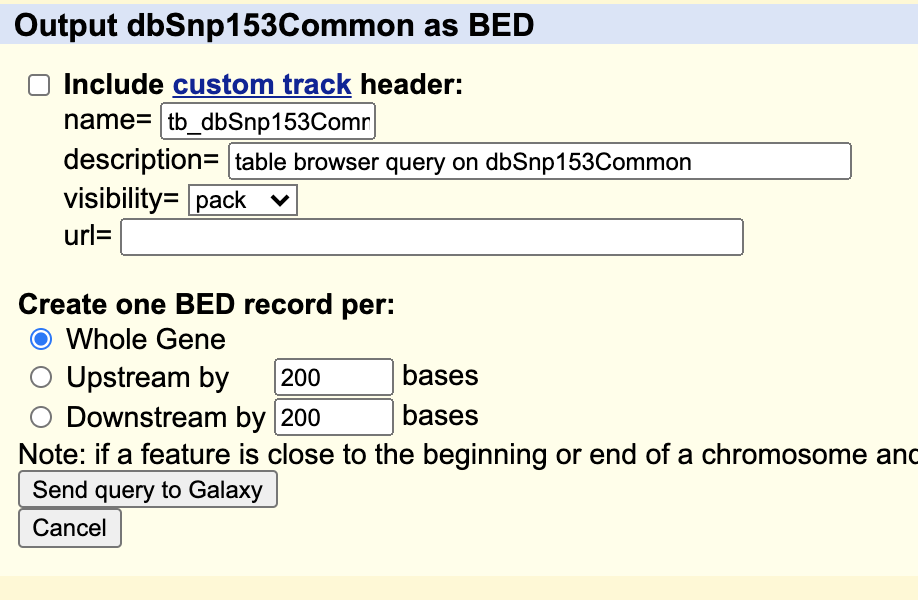 Output dbSnp153Common as BED
Include custom track header:
name= tb_dbSnp153Comr
description= table browser query on dbSnp153Common
visibility= pack
url=
Create one BED record per:
Whole Gene
Upstream by 200 bases
Downstream by 200 bases
Note: if a feature is close to the beginning or end of a chromosome and
Send query to Galaxy
Cancel